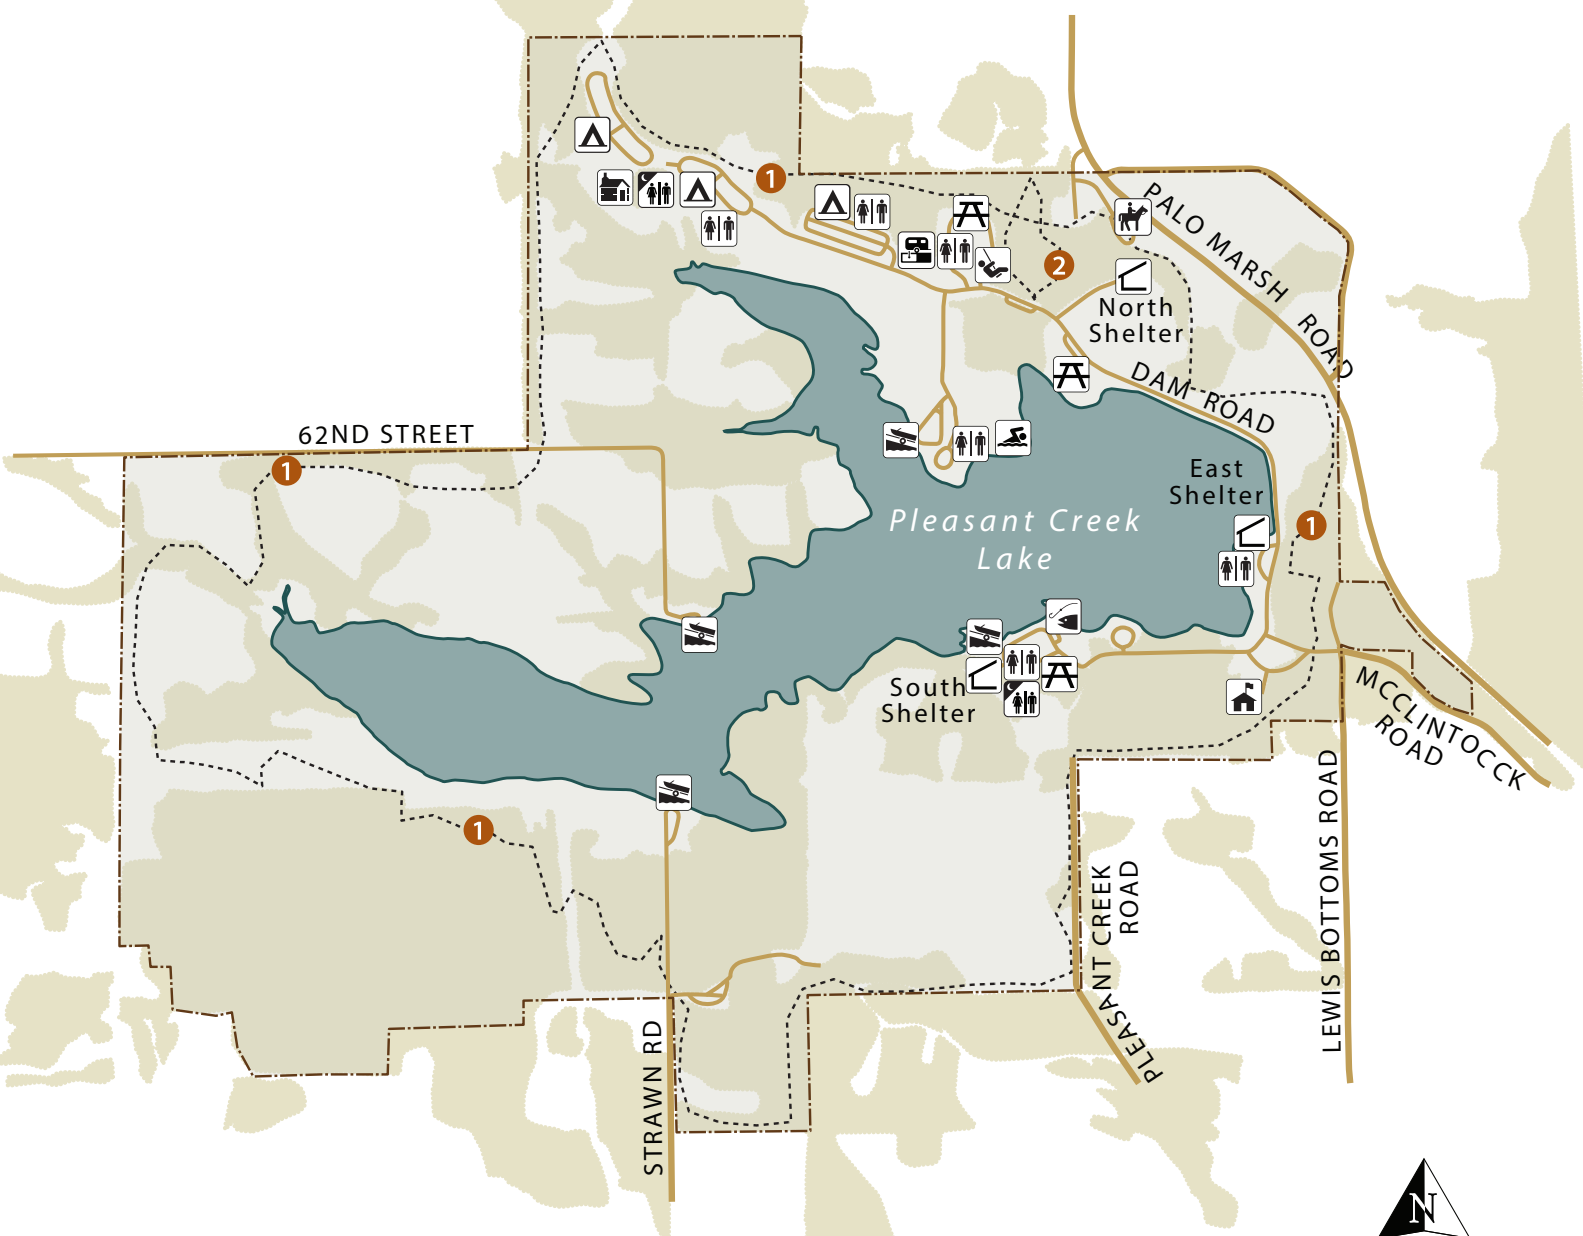 PALO MARSH ROAD
1
2
North
Shelter
DAM ROAD
62ND STREET
1
East
Shelter
Pleasant Creek
Lake
1
South
Shelter
MCCLINTOCCK
ROAD
1
PLEASANT CREEK
ROAD
LEWIS BOTTOMS ROAD
STRAWN RD
N